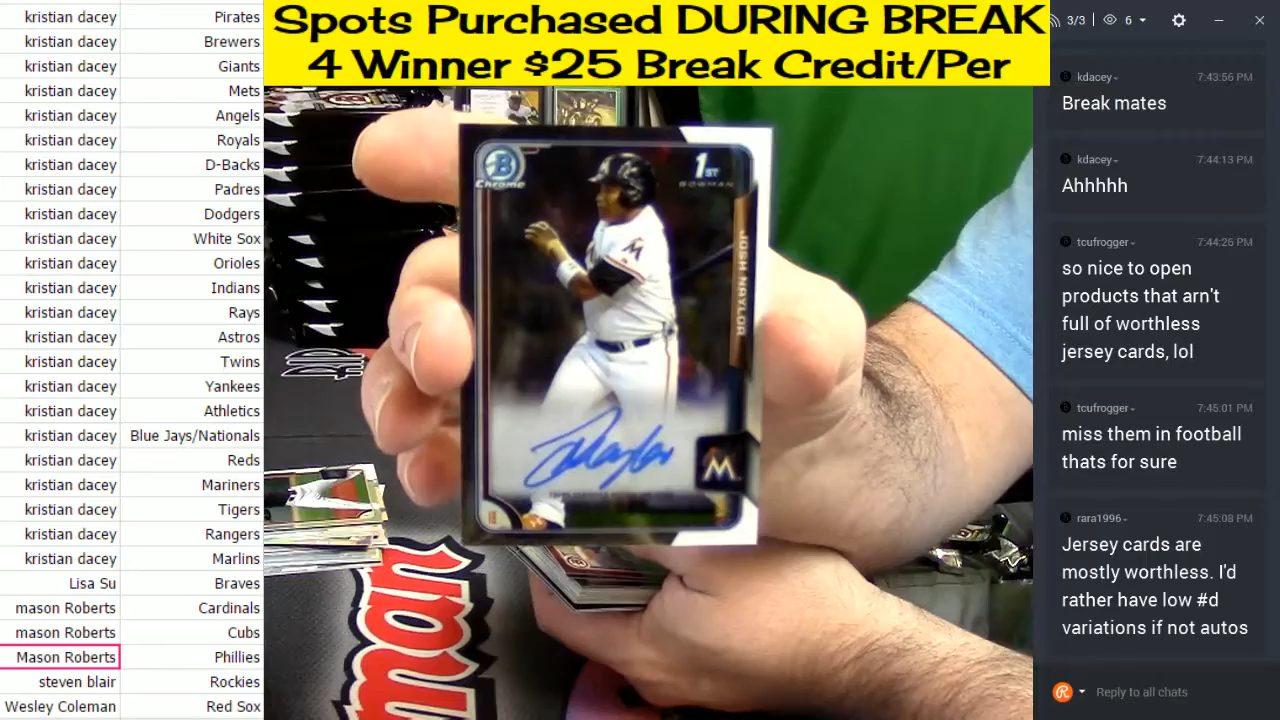 Spots Purchased DURING BREAK
4 Winner $25 Break Credit/Per
kristian dacey Pirates
kristian dacey Brewers
kristian dacey Giants
kristian dacey Mets
kristian dacey Angels
kristian dacey Royals
kristian dacey D-Backs
kristian dacey Padres
kristian dacey Dodgers
kristian dacey White Sox
kristian dacey Orioles
kristian dacey Indians
kristian dacey Rays
kristian dacey Astros
kristian dacey Twins
kristian dacey Yankees
kristian dacey Athletics
kristian dacey Blue Jays/Nationals
kristian dacey Reds
kristian dacey Mariners
kristian dacey Tigers
kristian dacey Rangers
kristian dacey Marlins
Lisa Su Braves
mason Roberts Cardinals
mason Roberts Cubs
Mason Roberts Phillies
steven blair Rockies
Wesley Coleman Red Sox
B
Chrome
1ST
BOWMAN
JOSH NAYLOR
M
M
3/3 6
kdacey 7:43:56 PM
Break mates
kdacey 7:44:13 PM
Ahhhhh
tcufrogger 7:44:26 PM
so nice to open
products that arn't
full of worthless
jersey cards, lol
tcufrogger 7:45:01 PM
miss them in football
thats for sure
rara1996 7:45:08 PM
Jersey cards are
mostly worthless. I'd
rather have low #d
variations if not autos
Reply to all chats